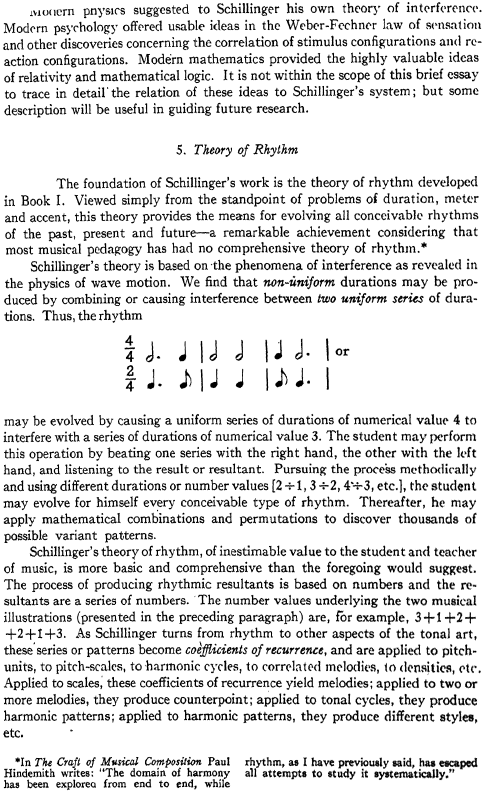 Modern physics suggested to Schillinger his own theory of interference.
Modern psychology offered usable ideas in the Weber-Fechner law of sensation
and other discoveries concerning the correlation of stimulus configurations and re-
action configurations. Modern mathematics provided the highly valuable ideas
of relativity and mathematical logic. It is not within the scope of this brief essay
to trace in detail the relation of these ideas to Schillinger's system; but some
description will be useful in guiding future research.
5. Theory of Rhythm
The foundation of Schillinger's work is the theory of rhythm developed
in Book I. Viewed simply from the standpoint of problems of duration, meter
and accent, this theory provides the means for evolving all conceivable rhythms
of the past, present and future—a remarkable achievement considering that
most musical pedagogy has had no comprehensive theory of rhythm.*
Schillinger's theory is based on the phenomena of interference as revealed in
the physics of wave motion. We find that non-uniform durations may be pro-
duced by combining or causing interference between two uniform series of dura-
tions. Thus, the rhythm
4/4 𝅗𝅥. 𝅘𝅥 | 𝅗𝅥 𝅗𝅥 | 𝅘𝅥 𝅗𝅥. | or
2/4 𝅘𝅥. 𝅘𝅥𝅮 | 𝅘𝅥 𝅘𝅥 | 𝅘𝅥𝅮 𝅘𝅥. |
may be evolved by causing a uniform series of durations of numerical value 4 to
interfere with a series of durations of numerical value 3. The student may perform
this operation by beating one series with the right hand, the other with the left
hand, and listening to the result or resultant. Pursuing the process methodically
and using different durations or number values [2÷1, 3÷2, 4÷3, etc.], the student
may evolve for himself every conceivable type of rhythm. Thereafter, he may
apply mathematical combinations and permutations to discover thousands of
possible variant patterns.
Schillinger's theory of rhythm, of inestimable value to the student and teacher
of music, is more basic and comprehensive than the foregoing would suggest.
The process of producing rhythmic resultants is based on numbers and the re-
sultants are a series of numbers. The number values underlying the two musical
illustrations (presented in the preceding paragraph) are, for example, 3+1+2+
+2+1+3. As Schillinger turns from rhythm to other aspects of the tonal art,
these series or patterns become coefficients of recurrence, and are applied to pitch-
units, to pitch-scales, to harmonic cycles, to correlated melodies, to densities, etc.
Applied to scales, these coefficients of recurrence yield melodies; applied to two or
more melodies, they produce counterpoint; applied to tonal cycles, they produce
harmonic patterns; applied to harmonic patterns, they produce different styles,
etc.
*In The Craft of Musical Composition Paul
Hindemith writes: "The domain of harmony
has been explored from end to end, while
rhythm, as I have previously said, has escaped
all attempts to study it systematically."